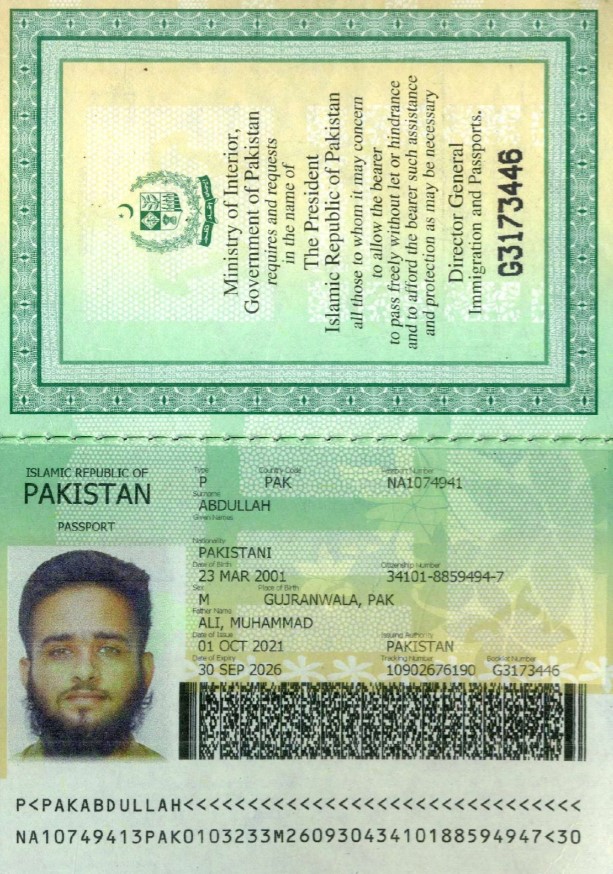 Ministry of Interior,
Government of Pakistan
requires and requests
in the name of
The President
Islamic Republic of Pakistan
all those to whom it may concern
to allow the bearer
to pass freely without let or hindrance
and to afford the bearer such assistance
and protection as may be necessary
Director General
Immigration and Passports.
G3173446
ISLAMIC REPUBLIC OF
PAKISTAN
PASSPORT
Type Country Code Passport Number
P PAK NA1074941
Surname
ABDULLAH
Given Names
Nationality
PAKISTANI
Date of Birth Citizenship Number
23 MAR 2001 34101-8859494-7
Sex Place of Birth
M GUJRANWALA, PAK
Father Name
ALI, MUHAMMAD
Date of Issue Issuing Authority
01 OCT 2021 PAKISTAN
Date of Expiry Tracking Number Booklet Number
30 SEP 2026 10902676190 G3173446
P<PAKABDULLAH<<<<<<<<<<<<<<<<<<<<<<<<<<<<<<<
NA10749413PAK0103233M26093043410188594947<30